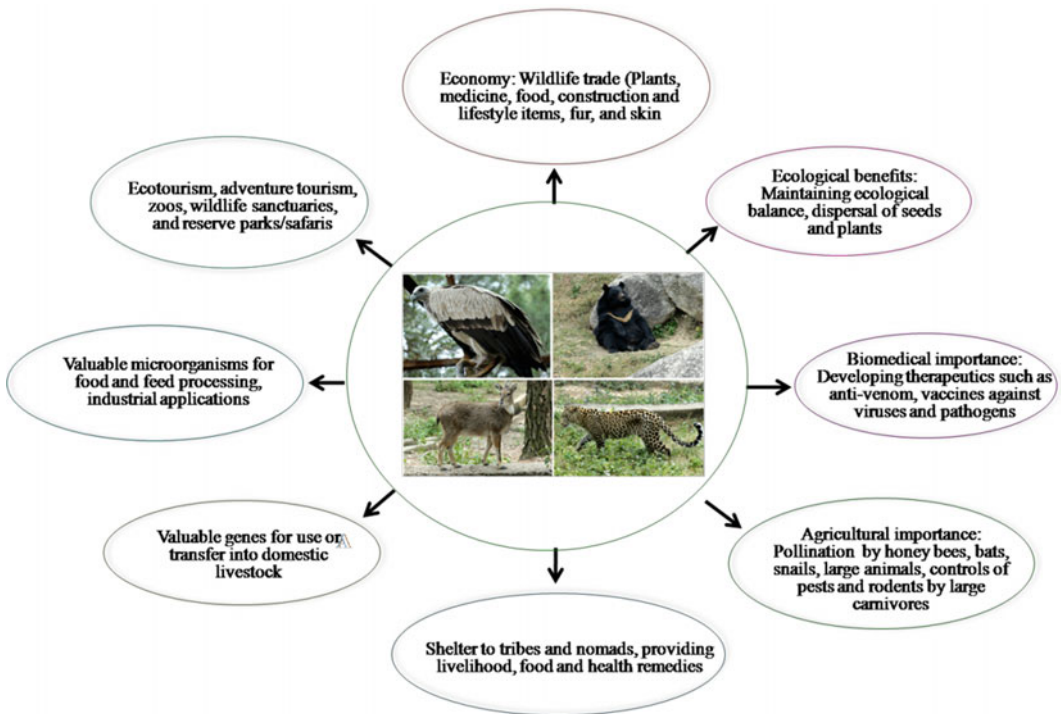 Economy: Wildlife trade (Plants,
medicine, food, construction and
lifestyle items, fur, and skin
Ecological benefits:
Maintaining ecological
balance, dispersal of seeds
and plants
Biomedical importance:
Developing therapeutics such as
anti-venom, vaccines against
viruses and pathogens
Agricultural importance:
Pollination by honey bees, bats,
snails, large animals, controls of
pests and rodents by large
carnivores
Shelter to tribes and nomads, providing
livelihood, food and health remedies
Valuable genes for use or
transfer into domestic
livestock
Valuable microorganisms for
food and feed processing,
industrial applications
Ecotourism, adventure tourism,
zoos, wildlife sanctuaries,
and reserve parks/safaris